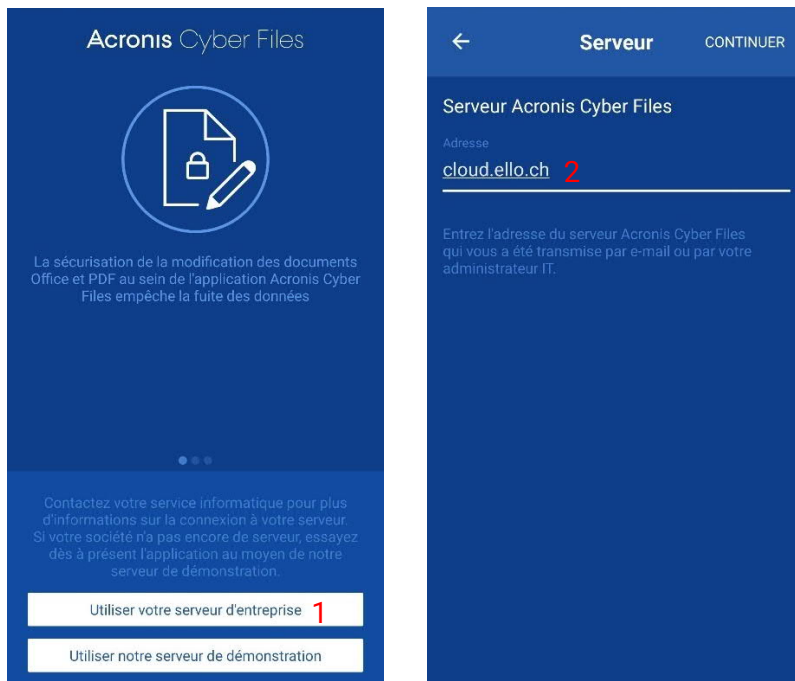 Acronis Cyber Files
La sécurisation de la modification des documents
Office et PDF au sein de l'application Acronis Cyber
Files empêche la fuite des données
Contactez votre service informatique pour plus
d'informations sur la connexion à votre serveur.
Si votre société n'a pas encore de serveur, essayez
dès à présent l'application au moyen de notre
serveur de démonstration.
Utiliser votre serveur d'entreprise 1
Utiliser notre serveur de démonstration
Serveur CONTINUER
Serveur Acronis Cyber Files
Adresse
cloud.ello.ch 2
Entrez l'adresse du serveur Acronis Cyber Files
qui vous a été transmise par e-mail ou par votre
administrateur IT.